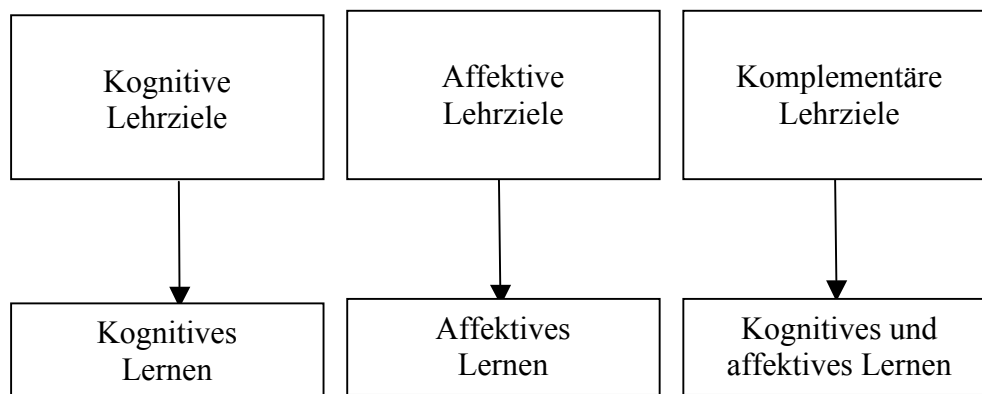 Kognitive
Lehrziele
Affektive
Lehrziele
Komplementäre
Lehrziele
Kognitives
Lernen
Affektives
Lernen
Kognitives und
affektives Lernen